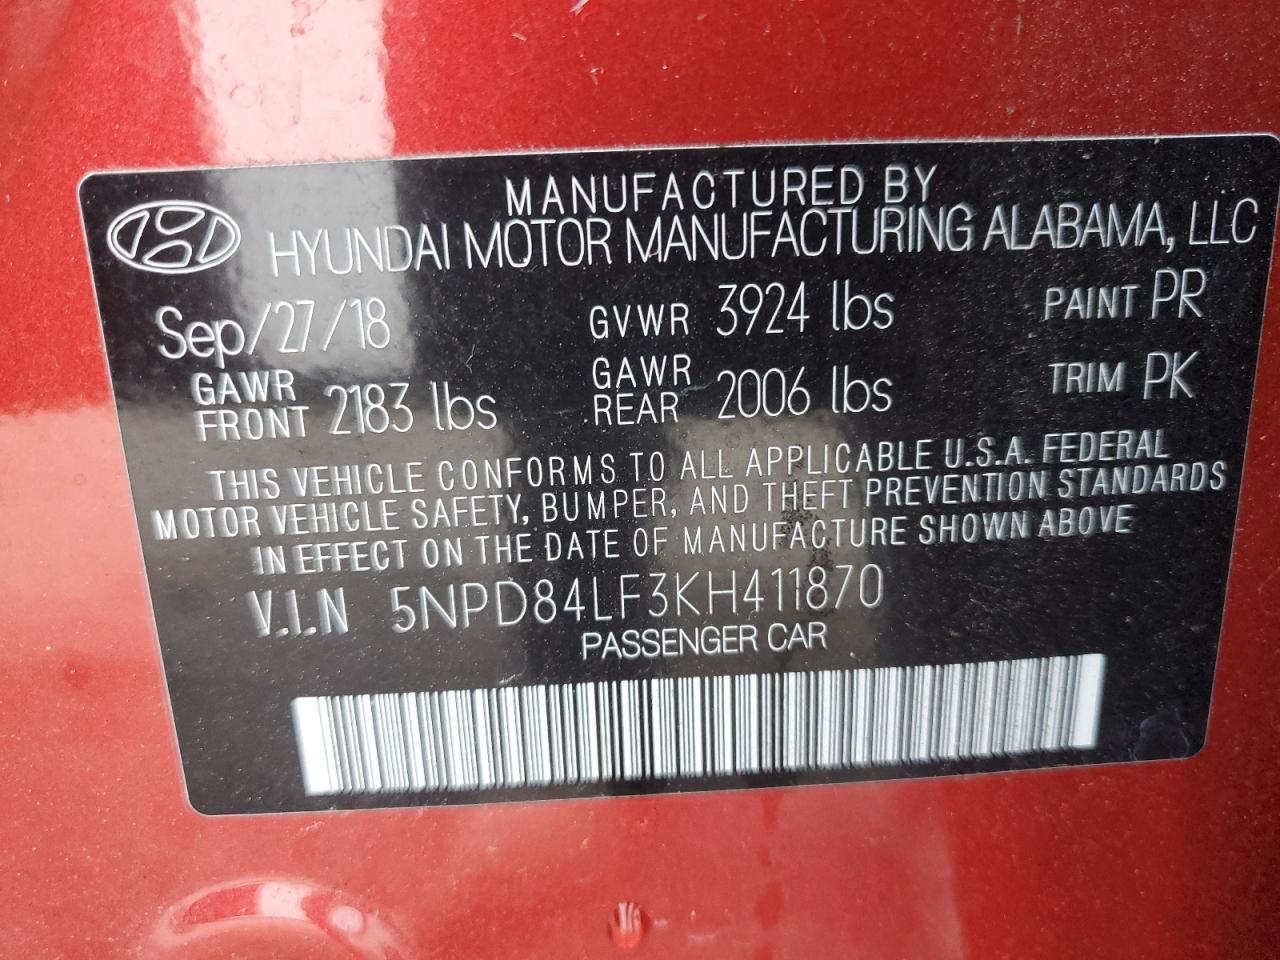 MANUFACTURED BY
HYUNDAI MOTOR MANUFACTURING ALABAMA, LLC
Sep/27/18 GVWR 3924 lbs PAINT PR
GAWR FRONT 2183 lbs GAWR REAR 2006 lbs TRIM PK
THIS VEHICLE CONFORMS TO ALL APPLICABLE U.S.A. FEDERAL
MOTOR VEHICLE SAFETY, BUMPER, AND THEFT PREVENTION STANDARDS
IN EFFECT ON THE DATE OF MANUFACTURE SHOWN ABOVE
V.I.N 5NPD84LF3KH411870
PASSENGER CAR